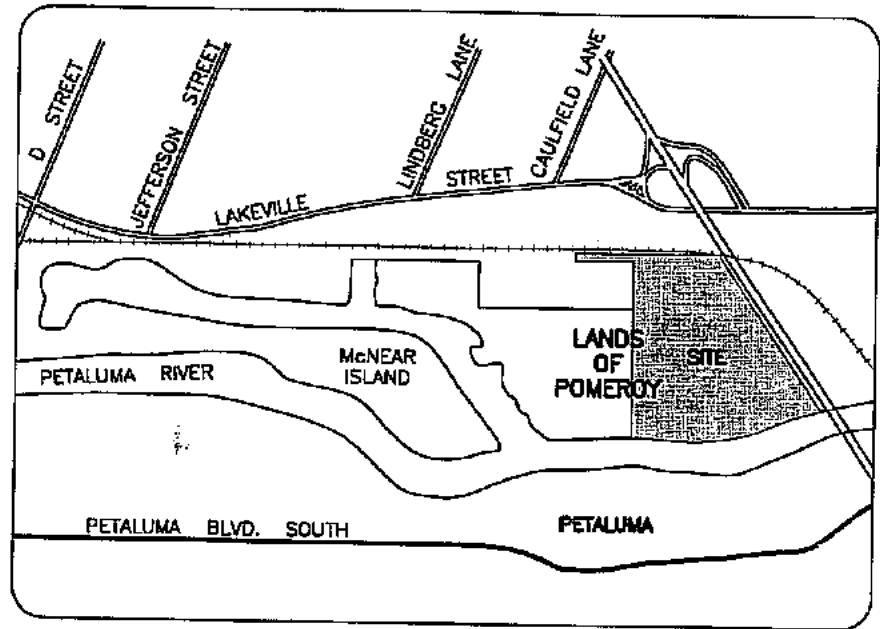 D STREET
JEFFERSON STREET
LINDBERG LANE
CAULFIELD LANE
LAKEVILLE STREET
LANDS
OF
POMEROY
SITE
McNEAR
ISLAND
PETALUMA RIVER
PETALUMA BLVD. SOUTH
PETALUMA